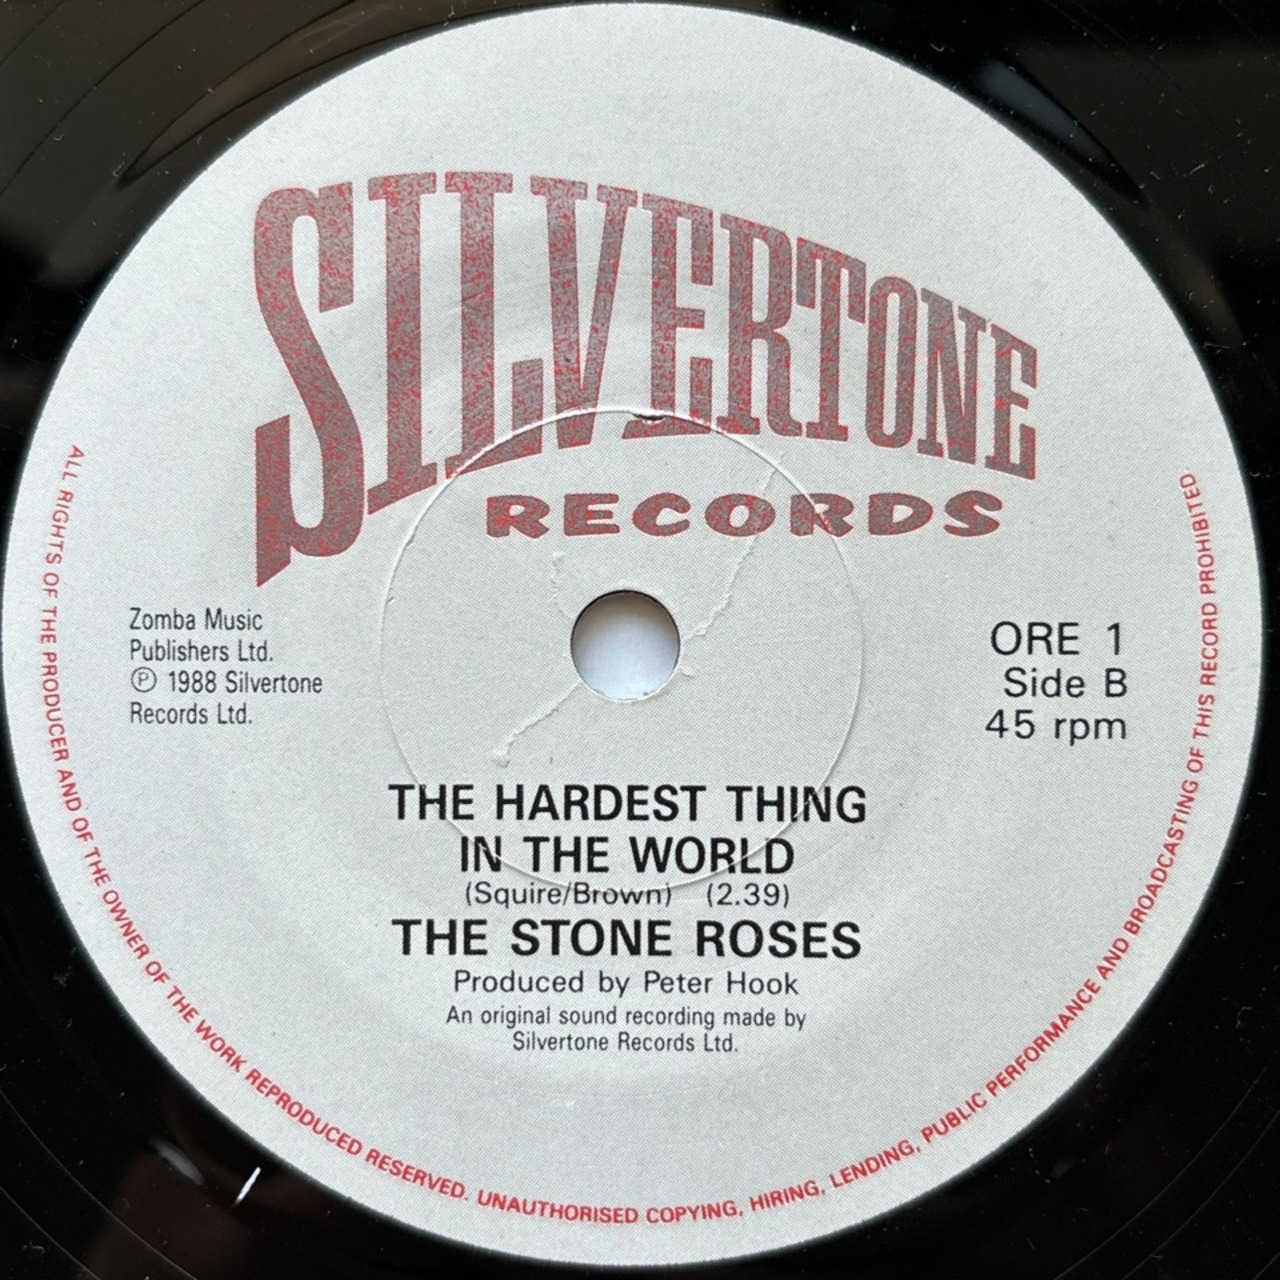 SILVERTONE
RECORDS
Zomba Music
Publishers Ltd.
Ⓟ 1988 Silvertone
Records Ltd.
ORE 1
Side B
45 rpm
THE HARDEST THING
IN THE WORLD
(Squire/Brown) (2.39)
THE STONE ROSES
Produced by Peter Hook
An original sound recording made by
Silvertone Records Ltd.
ALL RIGHTS OF THE PRODUCER AND OF THE OWNER OF THE WORK REPRODUCED RESERVED. UNAUTHORISED COPYING, HIRING, LENDING, PUBLIC PERFORMANCE AND BROADCASTING OF THIS RECORD PROHIBITED.